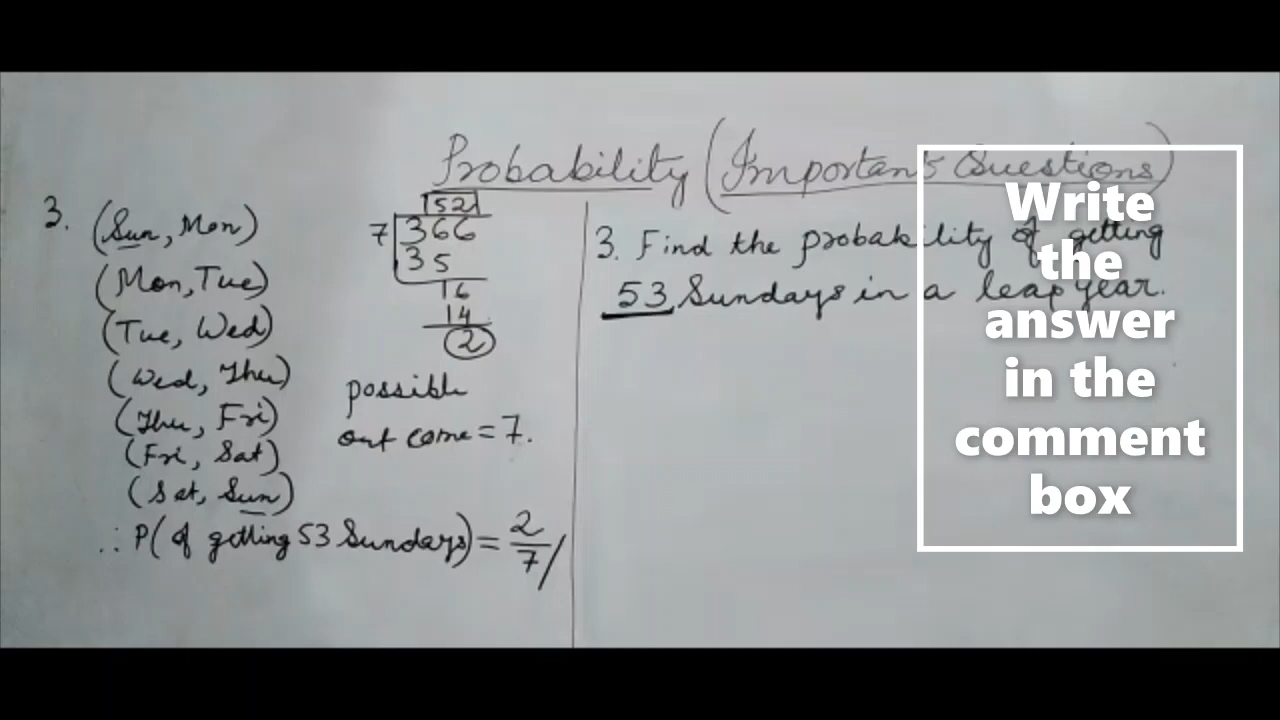 Probability (Important Questions)
3. (Sun, Mon)
(Mon, Tue)
(Tue, Wed)
(Wed, Thu)
(Thu, Fri)
(Fri, Sat)
(Sat, Sun)
52
7 366
35
16
14
2
possible
out come = 7.
∴ P( of getting 53 Sundays) = 2/7 /
3. Find the probability of getting
53 Sundays in a leap year.
Write
the
answer
in the
comment
box